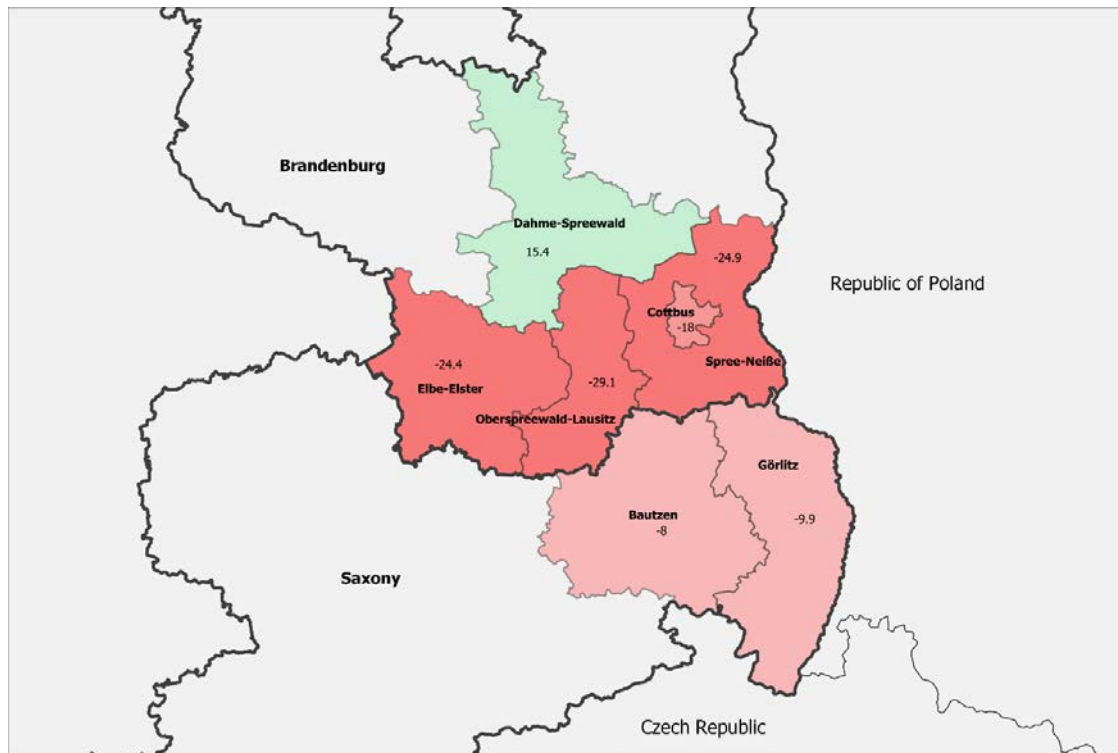 Brandenburg
Dahme-Spreewald
15.4
-24.9
Republic of Poland
Cottbus
-18
Spree-Neiße
-24.4
Elbe-Elster
-29.1
Oberspreewald-Lausitz
Görlitz
Bautzen
-8
-9.9
Saxony
Czech Republic